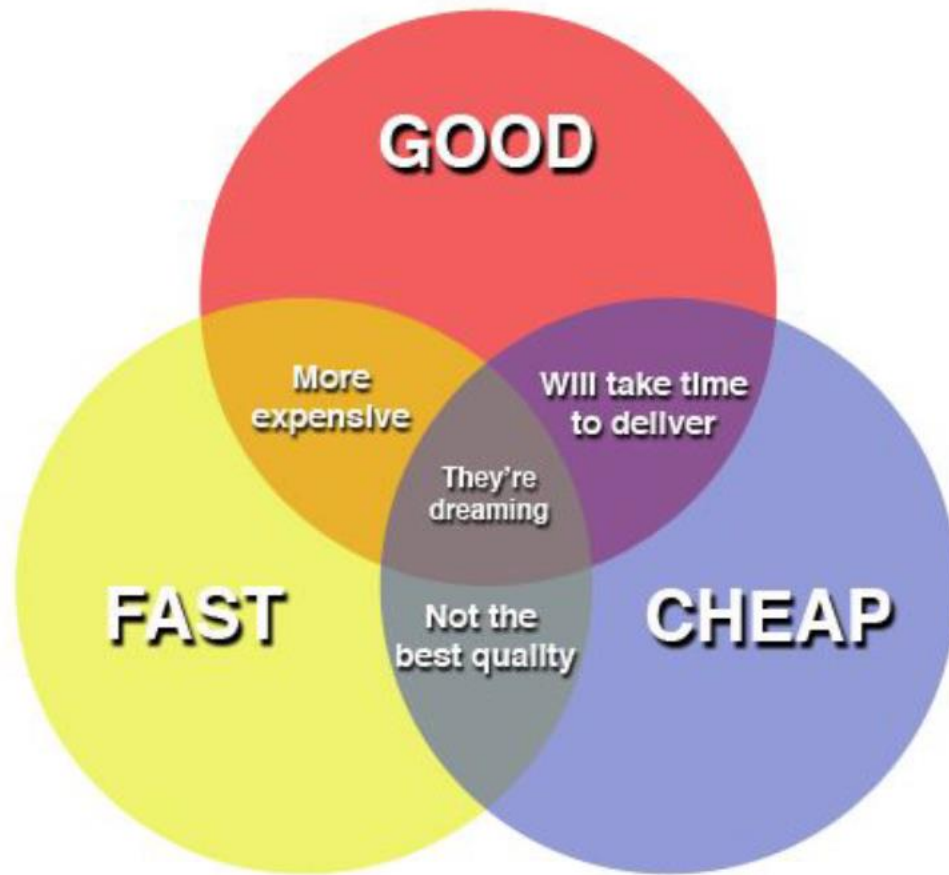 GOOD
More
expensive
Will take time
to deliver
They're
dreaming
FAST
CHEAP
Not the
best quality